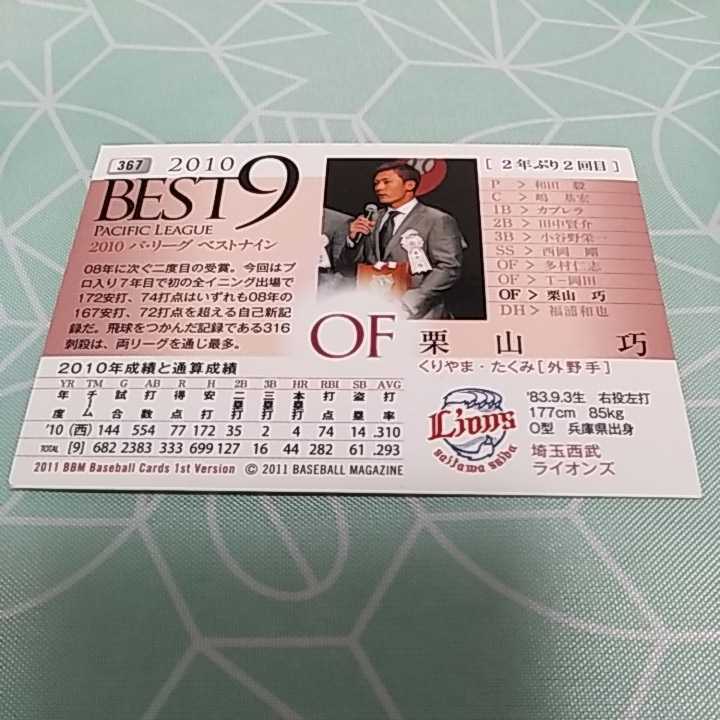 367 2010
BEST 9
PACIFIC LEAGUE
2010 パ・リーグ ベストナイン
08年に次ぐ二度目の受賞。今回はプ
ロ入り7年目で初の全イニング出場で
172安打、74打点はいずれも08年の
167安打、72打点を超える自己新記
録だ。飛球をつかんだ記録である316
刺殺は、両リーグを通じ最多。
[2年ぶり2回目]
P > 和田 毅
C > 嶋 基宏
1B > カブレラ
2B > 田中賢介
3B > 小谷野栄一
SS > 西岡 剛
OF > 多村仁志
OF > T-岡田
OF > 栗山 巧
DH > 福浦和也
OF
栗山 巧
くりやま・たくみ[外野手]
2010年成績と通算成績
YR TM G AB R H 2B 3B HR RBI SB AVG
年度 チーム 試合 打数 得点 安打 二塁打 三塁打 本塁打 打点 盗塁 打率
'10 (西) 144 554 77 172 35 2 4 74 14 .310
TOTAL [9] 682 2383 333 699 127 16 44 282 61 .293
2011 BBM Baseball Cards 1st Version © 2011 BASEBALL MAGAZINE
Lions
saitama seibu
'83.9.3生 右投左打
177cm 85kg
O型 兵庫県出身
埼玉西武
ライオンズ